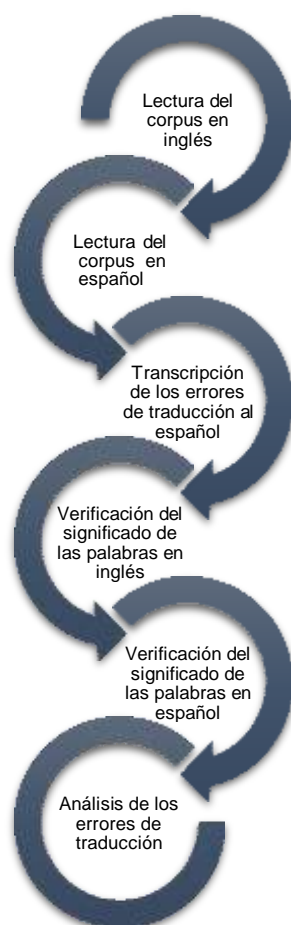 Lectura del
corpus en
inglés
Lectura del
corpus en
español
Transcripción
de los errores
de traducción al
español
Verificación del
significado de
las palabras en
inglés
Verificación del
significado de
las palabras en
español
Análisis de los
errores de
traducción